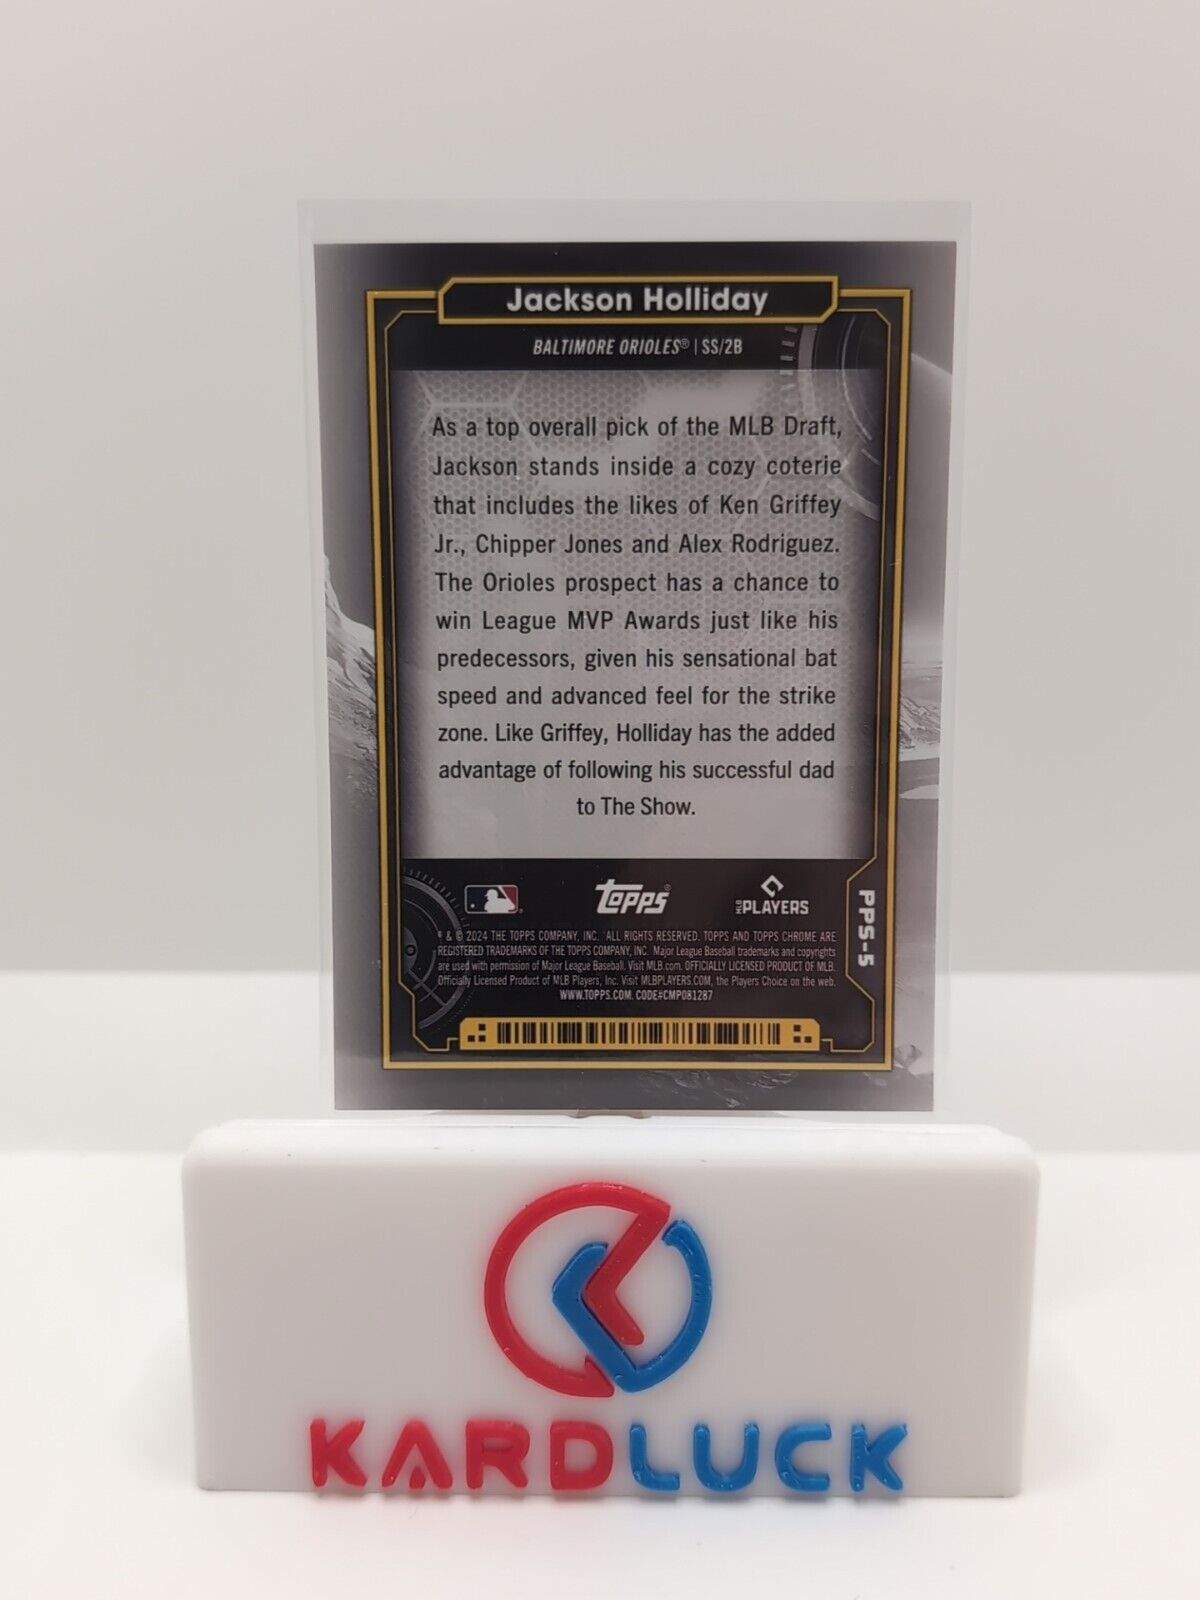 Jackson Holliday
BALTIMORE ORIOLES® | SS/2B
As a top overall pick of the MLB Draft,
Jackson stands inside a cozy coterie
that includes the likes of Ken Griffey
Jr., Chipper Jones and Alex Rodriguez.
The Orioles prospect has a chance to
win League MVP Awards just like his
predecessors, given his sensational bat
speed and advanced feel for the strike
zone. Like Griffey, Holliday has the added
advantage of following his successful dad
to The Show.
topps®
MLB PLAYERS
PPS-5
® & © 2024 THE TOPPS COMPANY, INC. ALL RIGHTS RESERVED. TOPPS AND TOPPS CHROME ARE
REGISTERED TRADEMARKS OF THE TOPPS COMPANY, INC. Major League Baseball trademarks and copyrights
are used with permission of Major League Baseball. Visit MLB.com. OFFICIALLY LICENSED PRODUCT OF MLB.
Officially Licensed Product of MLB Players, Inc. Visit MLBPLAYERS.COM, the Players Choice on the web.
WWW.TOPPS.COM. CODE#CMP081287
KARDLUCK